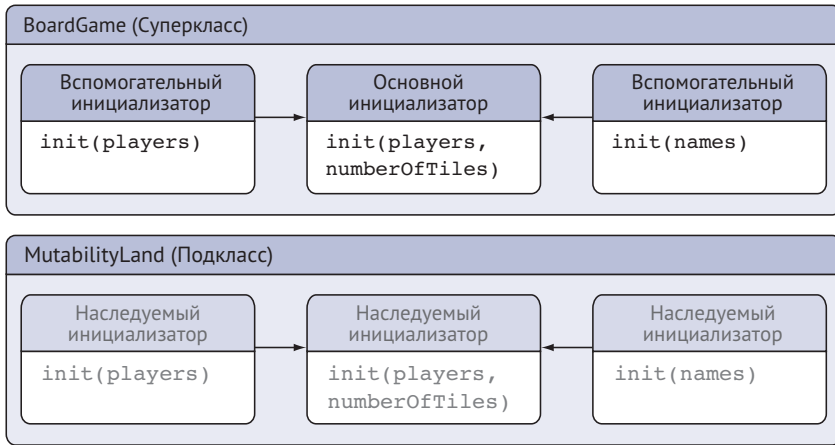 BoardGame (Суперкласс)
Вспомогательный
инициализатор
init(players)
Основной
инициализатор
init(players,
numberOfTiles)
Вспомогательный
инициализатор
init(names)
MutabilityLand (Подкласс)
Наследуемый
инициализатор
init(players)
Наследуемый
инициализатор
init(players,
numberOfTiles)
Наследуемый
инициализатор
init(names)